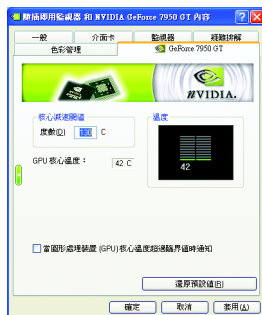 隨插即用監視器 和 NVIDIA GeForce 7950 GT 內容
一般 介面卡 監視器 疑難排解
色彩管理 GeForce 7950 GT
NVIDIA.
核心減速閾值
度數(D) 130 C
GPU 核心溫度： 42 C
溫度
42
當圖形處理裝置 (GPU) 核心溫度超過臨界值時通知
還原預設值(R)
確定 取消 套用(A)